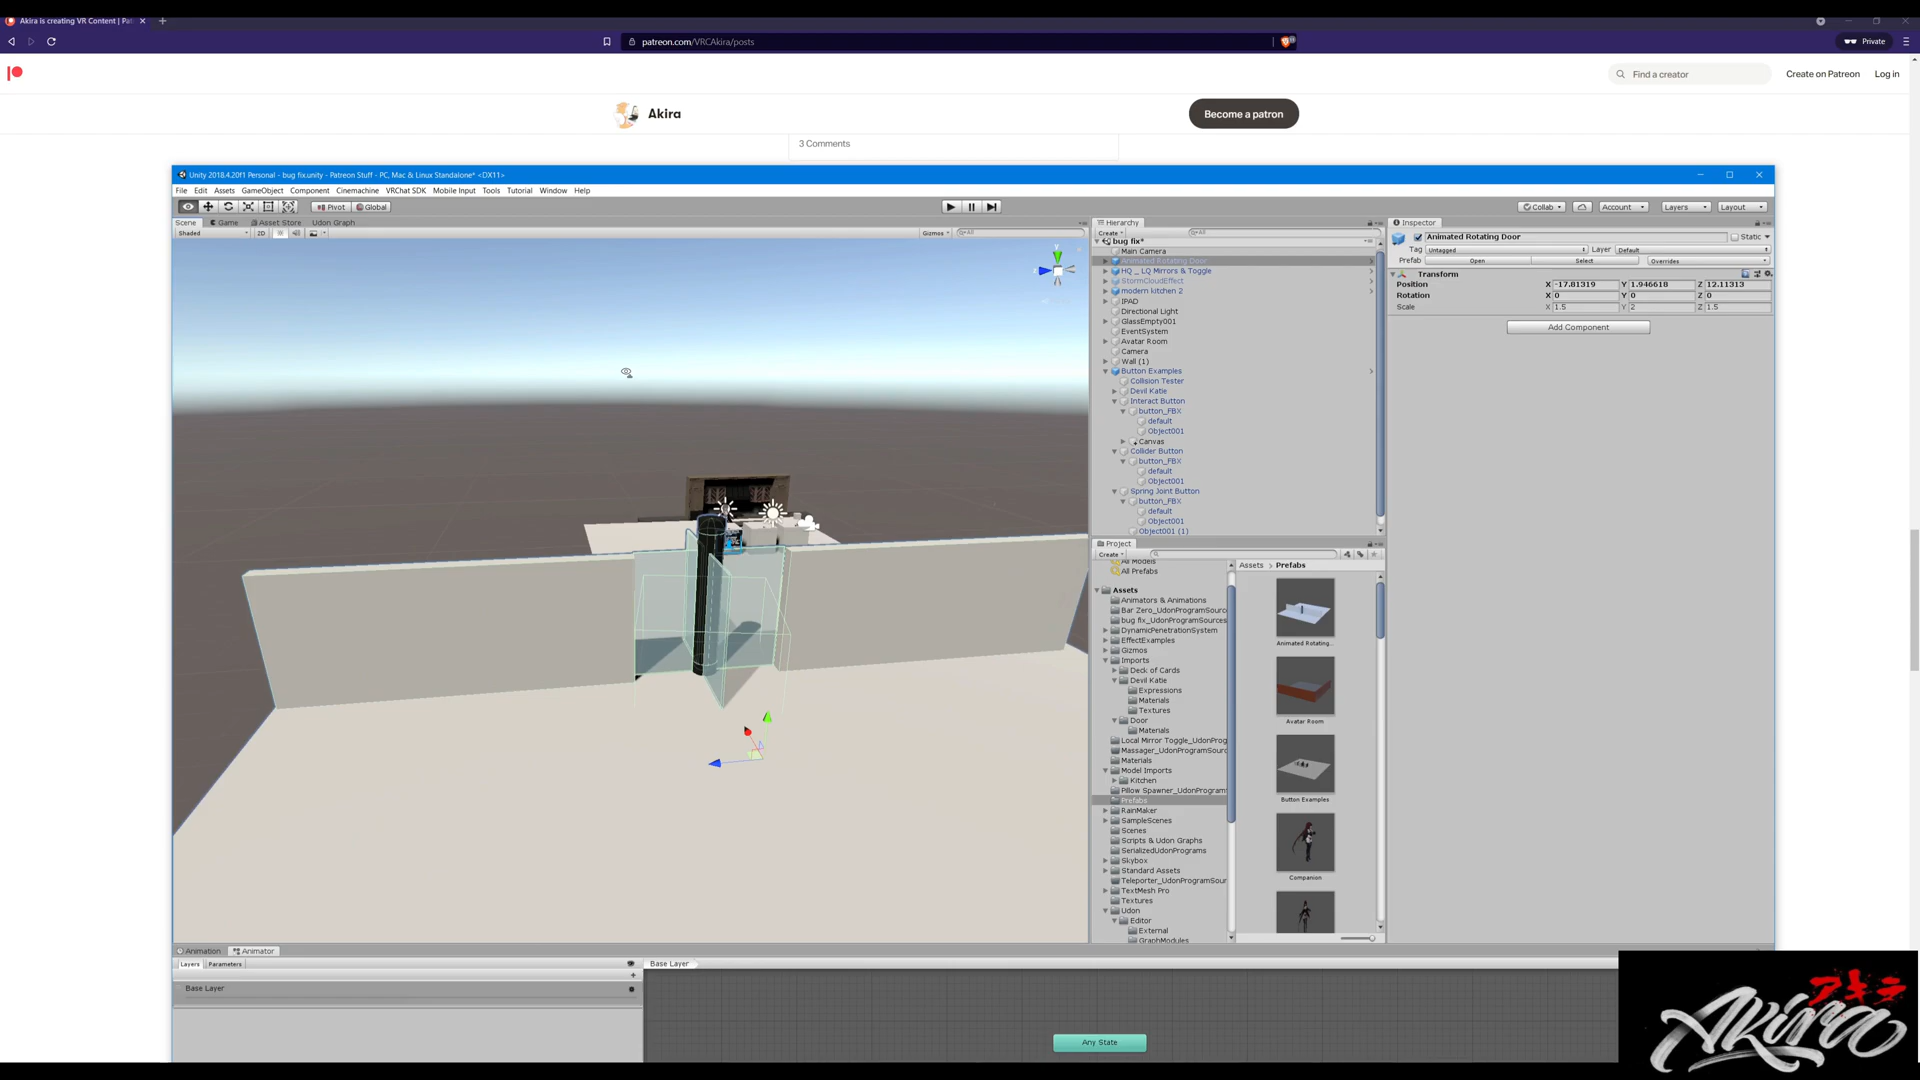 Akira is creating VR Content | Pat
patreon.com/VRCAkira/posts
Private
Find a creator
Create on Patreon
Log in
Akira
Become a patron
3 Comments
Unity 2018.4.20f1 Personal - bug fix.unity - Patreon Stuff - PC, Mac & Linux Standalone* <DX11>
File Edit Assets GameObject Component Cinemachine VRChat SDK Mobile Input Tools Tutorial Window Help
Pivot Global
Collab Account Layers Layout
Scene Game Asset Store Udon Graph
Shaded 2D Gizmos All
Hierarchy
Create All
bug fix*
Main Camera
Animated Rotating Door
HQ _ LQ Mirrors & Toggle
StormCloudEffect
modern kitchen 2
IPAD
Directional Light
GlassEmpty001
EventSystem
Avatar Room
Camera
Wall (1)
Button Examples
Collision Tester
Devil Katie
Interact Button
button_FBX
default
Object001
Canvas
Collider Button
button_FBX
default
Object001
Spring Joint Button
button_FBX
default
Object001
Object001 (1)
Inspector
Animated Rotating Door Static
Tag Untagged Layer Default
Prefab Open Select Overrides
Transform
Position X -17.81319 Y 1.946618 Z 12.11313
Rotation X 0 Y 0 Z 0
Scale X 1.5 Y 2 Z 1.5
Add Component
Project
Create
All Models
All Prefabs
Assets
Animators & Animations
Bar Zero_UdonProgramSourc
bug fix_UdonProgramSources
DynamicPenetrationSystem
EffectExamples
Gizmos
Imports
Deck of Cards
Devil Katie
Expressions
Materials
Textures
Door
Materials
Local Mirror Toggle_UdonProg
Massager_UdonProgramSour
Materials
Model Imports
Kitchen
Pillow Spawner_UdonProgramS
Prefabs
RainMaker
SampleScenes
Scenes
Scripts & Udon Graphs
SerializedUdonPrograms
Skybox
Standard Assets
Teleporter_UdonProgramSour
TextMesh Pro
Textures
Udon
Editor
External
GraphModules
Assets > Prefabs
Animated Rotating...
Avatar Room
Button Examples
Companion
Animation Animator
Layers Parameters
Base Layer
Base Layer
Any State
アキラ
Akira